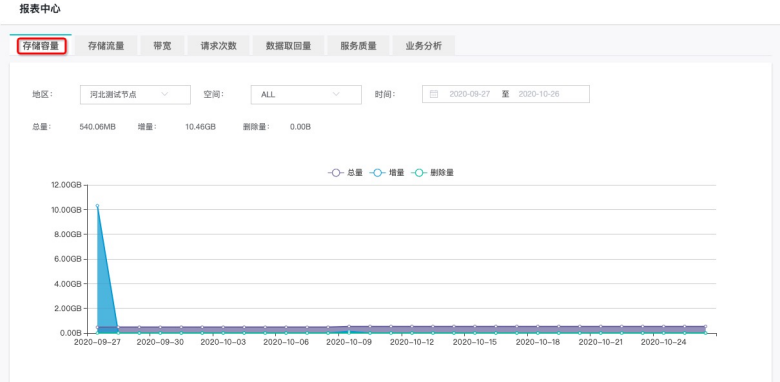 报表中心
存储容量 存储流量 带宽 请求次数 数据取回量 服务质量 业务分析
地区： 河北测试节点 空间： ALL 时间： 2020-09-27 至 2020-10-26
总量： 540.06MB 增量： 10.46GB 删除量： 0.00B
总量 增量 删除量
12.00GB
10.00GB
8.00GB
6.00GB
4.00GB
2.00GB
0.00B
2020-09-27 2020-09-30 2020-10-03 2020-10-06 2020-10-09 2020-10-12 2020-10-15 2020-10-18 2020-10-21 2020-10-24